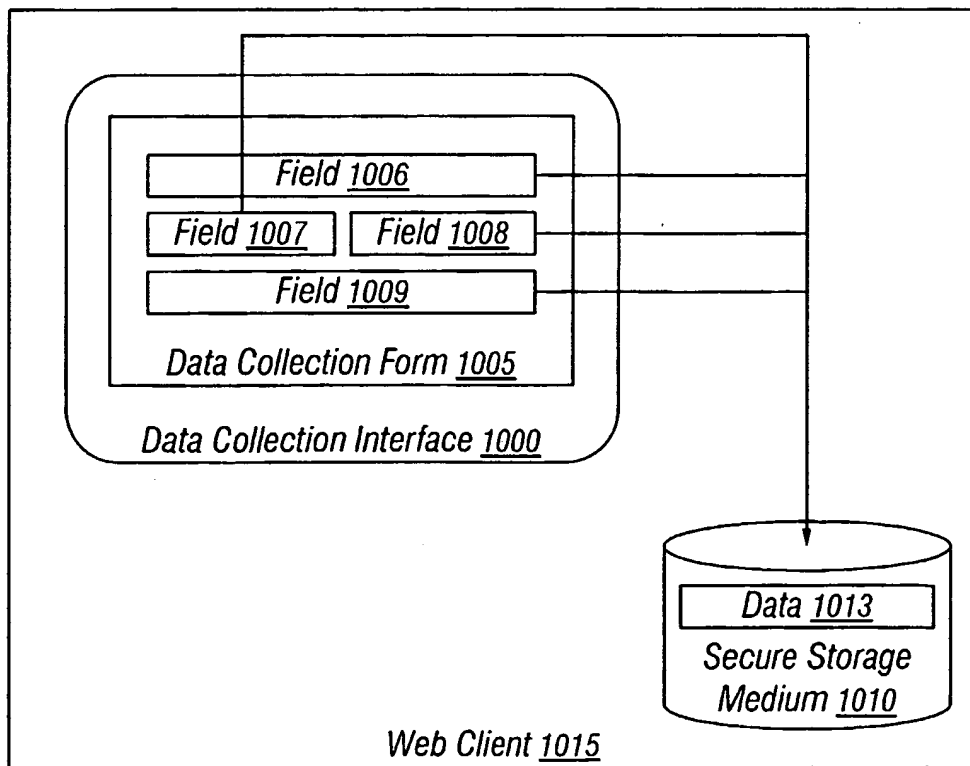 Field 1006
Field 1007
Field 1008
Field 1009
Data Collection Form 1005
Data Collection Interface 1000
Data 1013
Secure Storage
Medium 1010
Web Client 1015